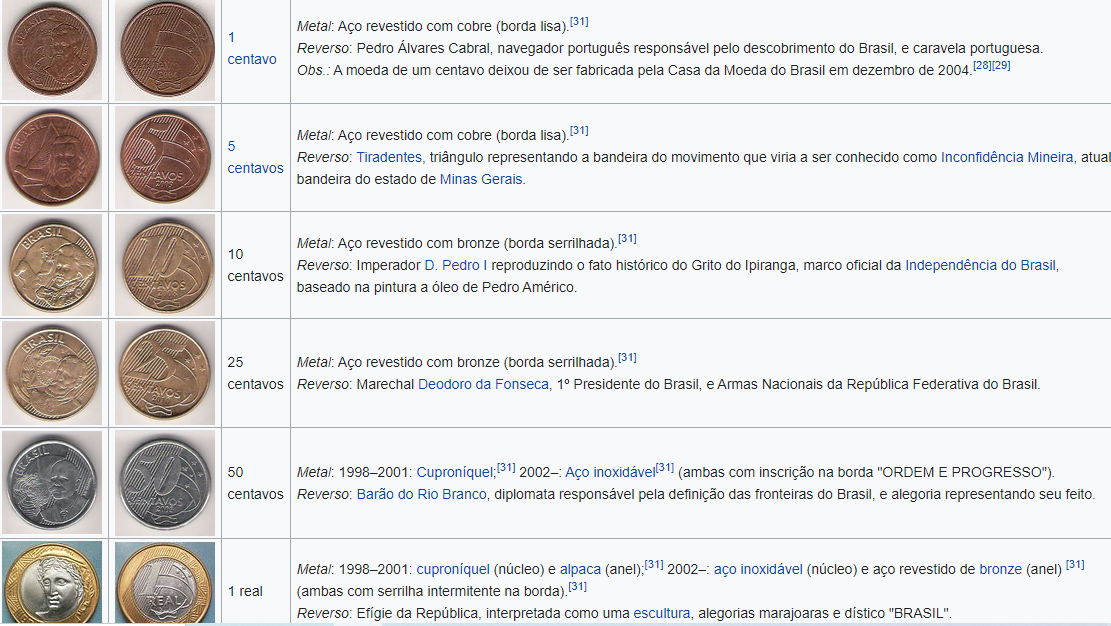 1
centavo
Metal: Aço revestido com cobre (borda lisa).[31]
Reverso: Pedro Álvares Cabral, navegador português responsável pelo descobrimento do Brasil, e caravela portuguesa.
Obs.: A moeda de um centavo deixou de ser fabricada pela Casa da Moeda do Brasil em dezembro de 2004.[28][29]
BRASIL
5
CENTAVOS
5
centavos
Metal: Aço revestido com cobre (borda lisa).[31]
Reverso: Tiradentes, triângulo representando a bandeira do movimento que viria a ser conhecido como Inconfidência Mineira, atual
bandeira do estado de Minas Gerais.
BRASIL
10
CENTAVOS
10
centavos
Metal: Aço revestido com bronze (borda serrilhada).[31]
Reverso: Imperador D. Pedro I reproduzindo o fato histórico do Grito do Ipiranga, marco oficial da Independência do Brasil,
baseado na pintura a óleo de Pedro Américo.
BRASIL
25
CENTAVOS
25
centavos
Metal: Aço revestido com bronze (borda serrilhada).[31]
Reverso: Marechal Deodoro da Fonseca, 1º Presidente do Brasil, e Armas Nacionais da República Federativa do Brasil.
BRASIL
50
CENTAVOS
50
centavos
Metal: 1998–2001: Cuproníquel;[31] 2002–: Aço inoxidável[31] (ambas com inscrição na borda "ORDEM E PROGRESSO").
Reverso: Barão do Rio Branco, diplomata responsável pela definição das fronteiras do Brasil, e alegoria representando seu feito.
1
REAL
1 real
Metal: 1998–2001: cuproníquel (núcleo) e alpaca (anel);[31] 2002–: aço inoxidável (núcleo) e aço revestido de bronze (anel) [31]
(ambas com serrilha intermitente na borda).[31]
Reverso: Efígie da República, interpretada como uma escultura, alegorias marajoaras e dístico "BRASIL".